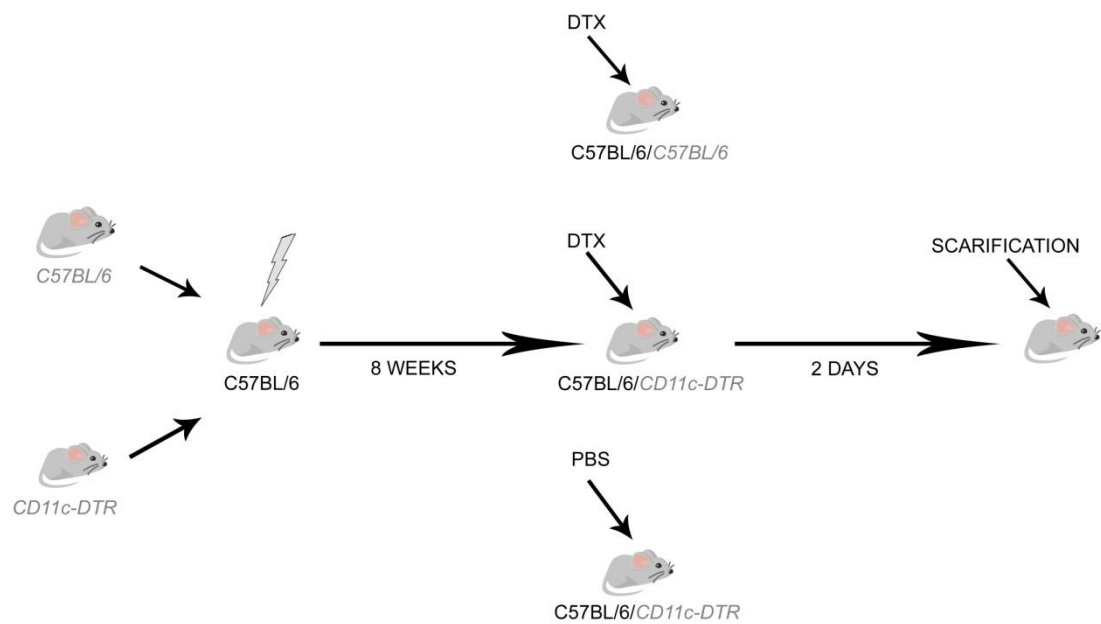 DTX
C57BL/6/C57BL/6
C57BL/6
CD11c-DTR
C57BL/6
8 WEEKS
DTX
C57BL/6/CD11c-DTR
2 DAYS
SCARIFICATION
PBS
C57BL/6/CD11c-DTR